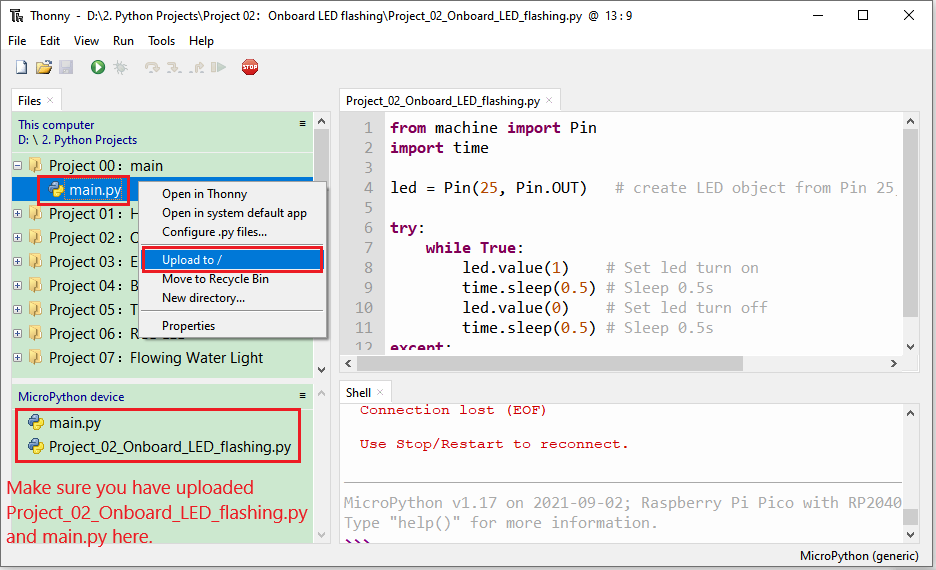 Thonny - D:\2. Python Projects\Project 02：Onboard LED flashing\Project_02_Onboard_LED_flashing.py @ 13 : 9
File Edit View Run Tools Help
STOP
Files ×
This computer
D: \ 2. Python Projects
Project 00：main
main.py
Project 01：H
Project 02：
Project 03：E
Project 04：B
Project 05：T
Project 06：
Project 07：Flowing Water Light
Open in Thonny
Open in system default app
Configure .py files...
Upload to /
Move to Recycle Bin
New directory...
Properties
MicroPython device
main.py
Project_02_Onboard_LED_flashing.py
Make sure you have uploaded
Project_02_Onboard_LED_flashing.py
and main.py here.
Project_02_Onboard_LED_flashing.py ×
1 from machine import Pin
2 import time
3
4 led = Pin(25, Pin.OUT) # create LED object from Pin 25,
5
6 try:
7 while True:
8 led.value(1) # Set led turn on
9 time.sleep(0.5) # Sleep 0.5s
10 led.value(0) # Set led turn off
11 time.sleep(0.5) # Sleep 0.5s
12 except:
Shell ×
Connection lost (EOF)
Use Stop/Restart to reconnect.
MicroPython v1.17 on 2021-09-02; Raspberry Pi Pico with RP2040
Type "help()" for more information.
>>>
MicroPython (generic)